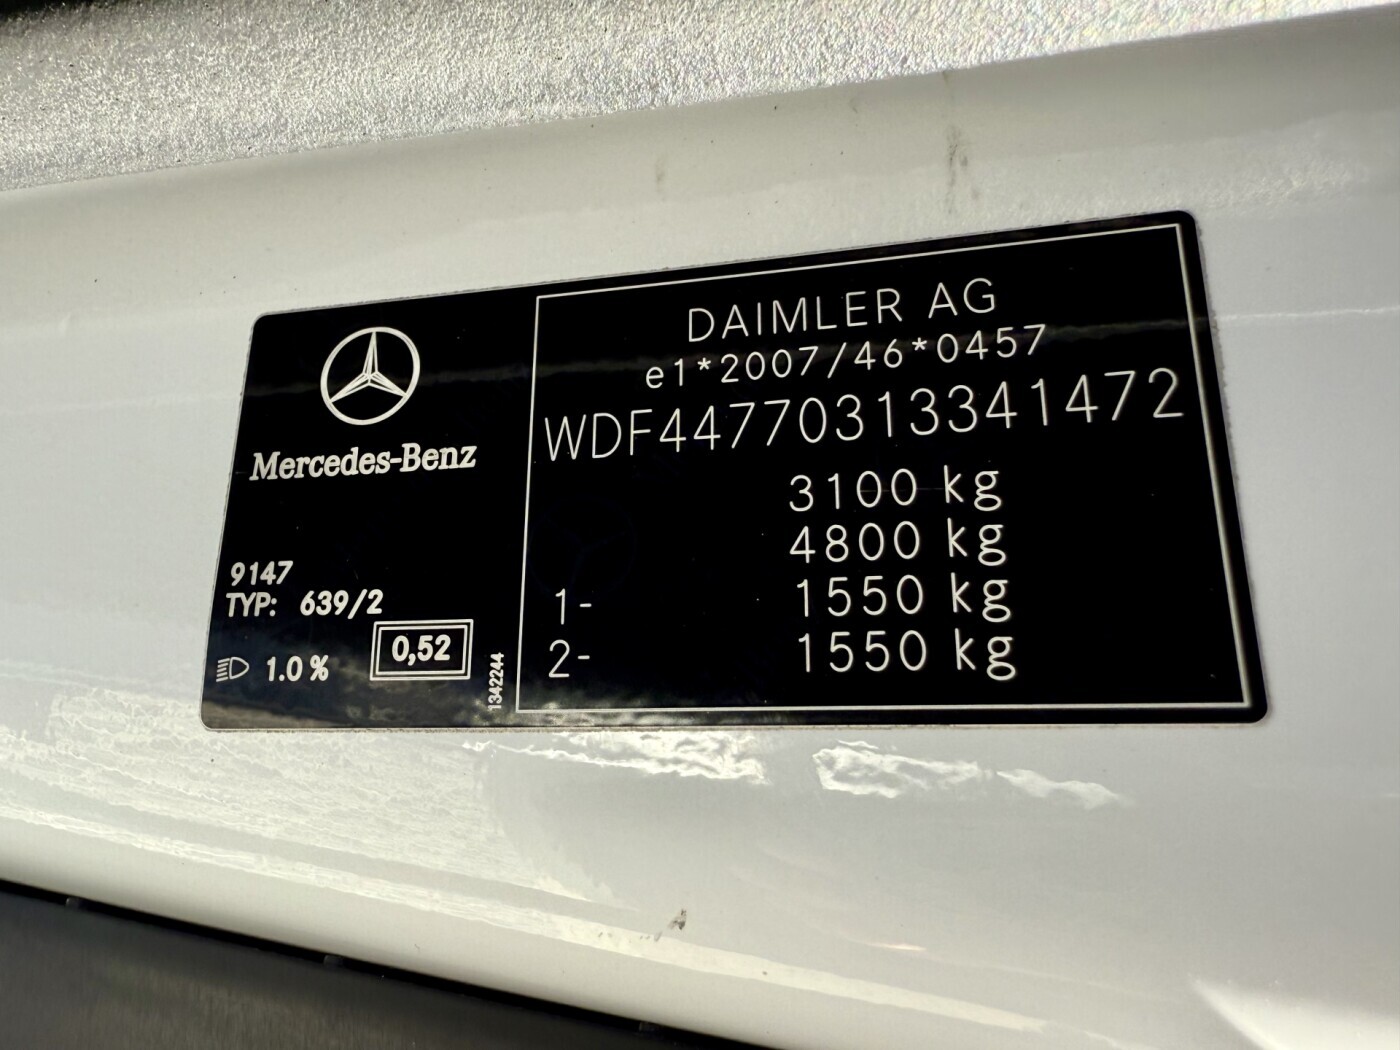 Mercedes-Benz
9147
TYP: 639/2
1.0 %
0,52
1342244
DAIMLER AG
e1*2007/46*0457
WDF44770313341472
3100 kg
4800 kg
1- 1550 kg
2- 1550 kg